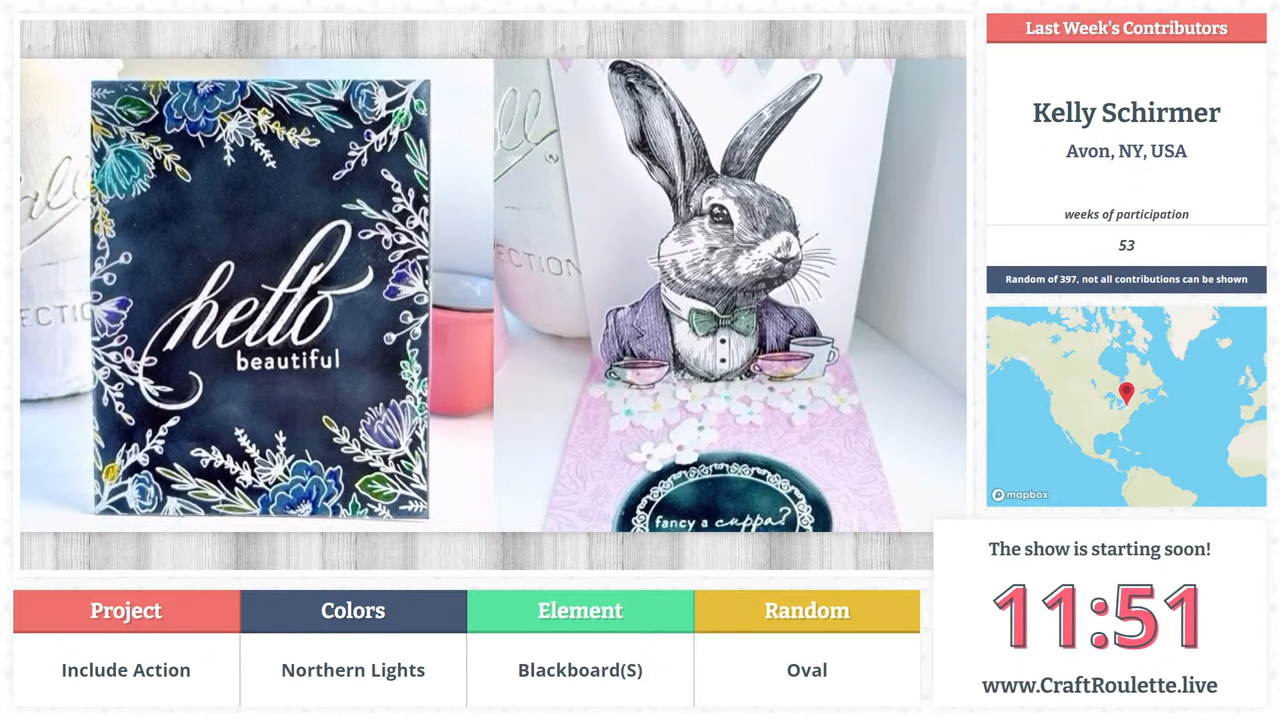 hello
beautiful
fancy a cuppa?
Last Week's Contributors
Kelly Schirmer
Avon, NY, USA
weeks of participation
53
Random of 397, not all contributions can be shown
mapbox
The show is starting soon!
11:51
www.CraftRoulette.live
Project
Colors
Element
Random
Include Action
Northern Lights
Blackboard(S)
Oval